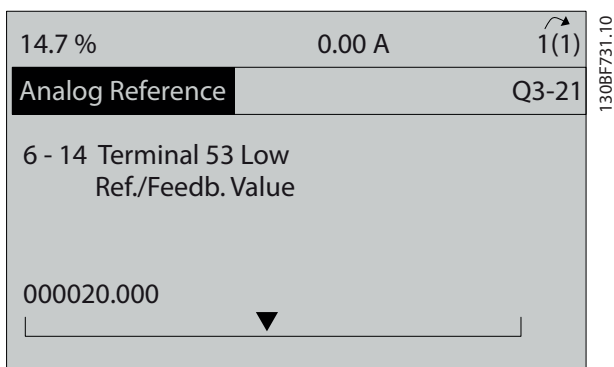 14.7 % 0.00 A 1(1)
Analog Reference Q3-21
6 - 14 Terminal 53 Low
Ref./Feedb. Value
000020.000
130BF731.10